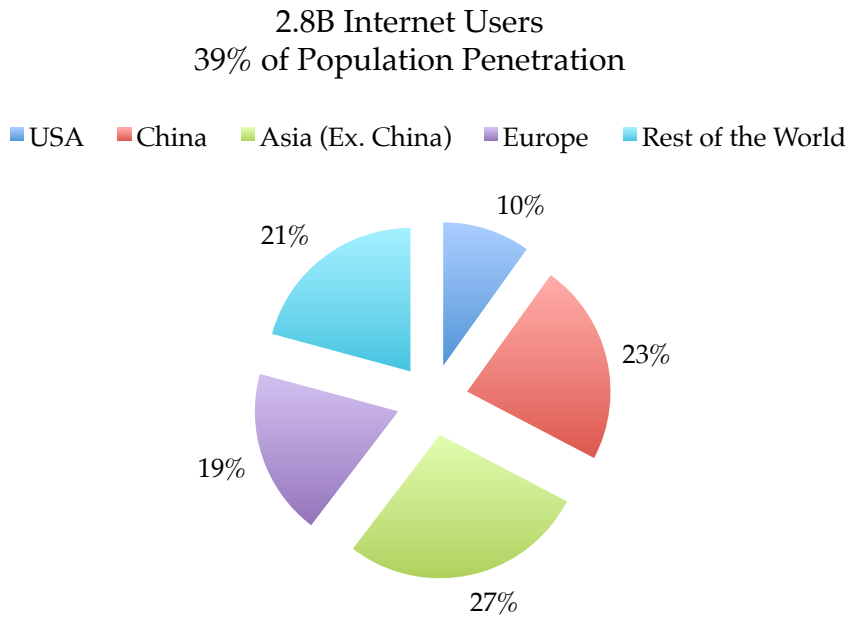 2.8B Internet Users
39% of Population Penetration
USA China Asia (Ex. China) Europe Rest of the World
10%
21%
23%
19%
27%